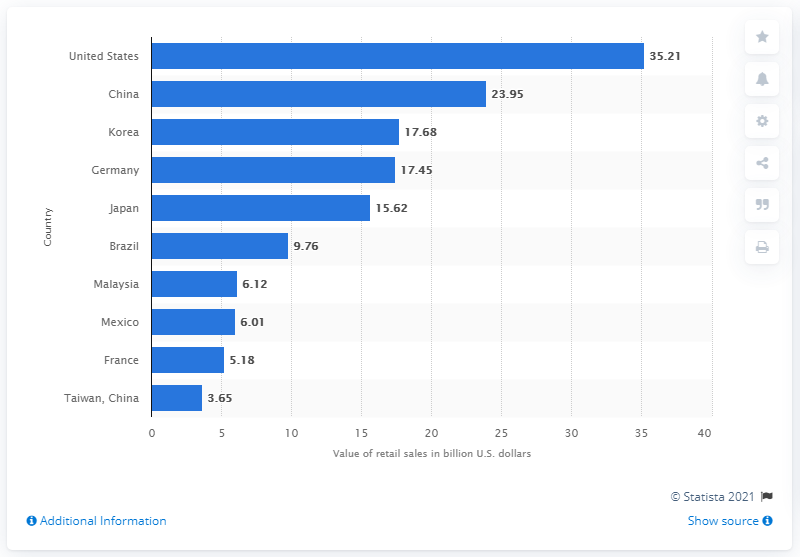 Country
United States 35.21
China 23.95
Korea 17.68
Germany 17.45
Japan 15.62
Brazil 9.76
Malaysia 6.12
Mexico 6.01
France 5.18
Taiwan, China 3.65
0 5 10 15 20 25 30 35 40
Value of retail sales in billion U.S. dollars
© Statista 2021
Additional Information
Show source